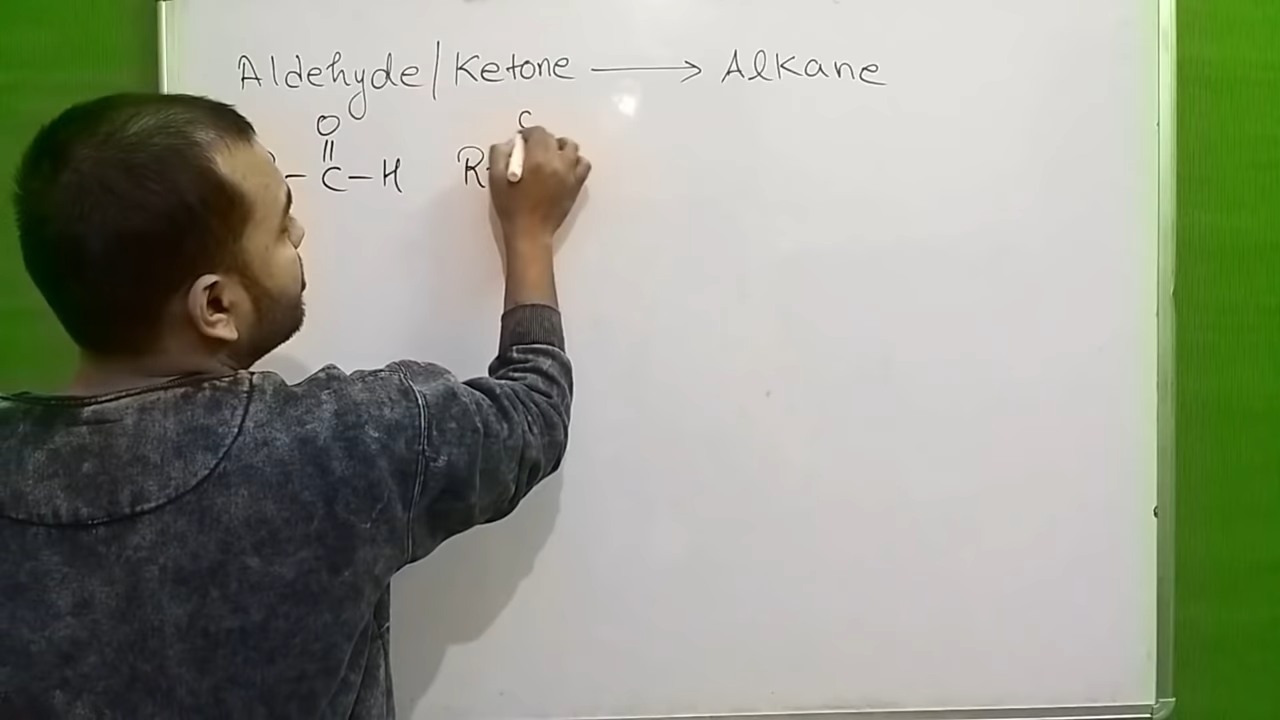 Aldehyde/Ketone ⟶ Alkane
O
||
-C-H R-